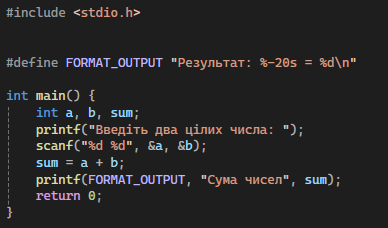 #include <stdio.h>
#define FORMAT_OUTPUT "Результат: %-20s = %d\n"
int main() {
int a, b, sum;
printf("Введіть два цілих числа: ");
scanf("%d %d", &a, &b);
sum = a + b;
printf(FORMAT_OUTPUT, "Сума чисел", sum);
return 0;
}